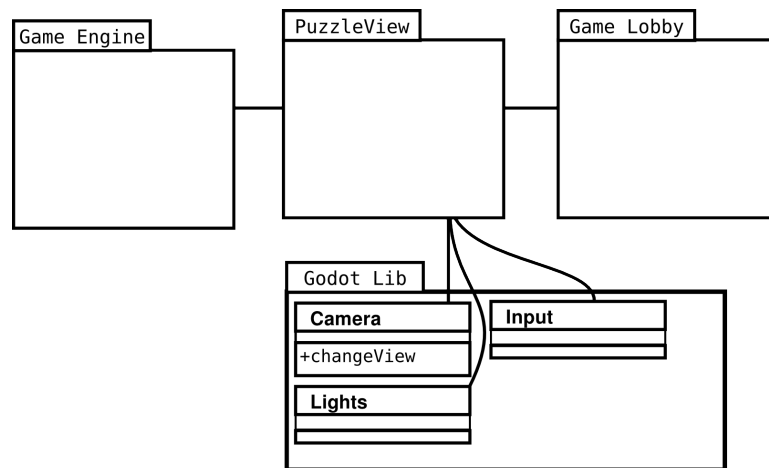 Game Engine
PuzzleView
Game Lobby
Godot Lib
Camera
+changeView
Lights
Input